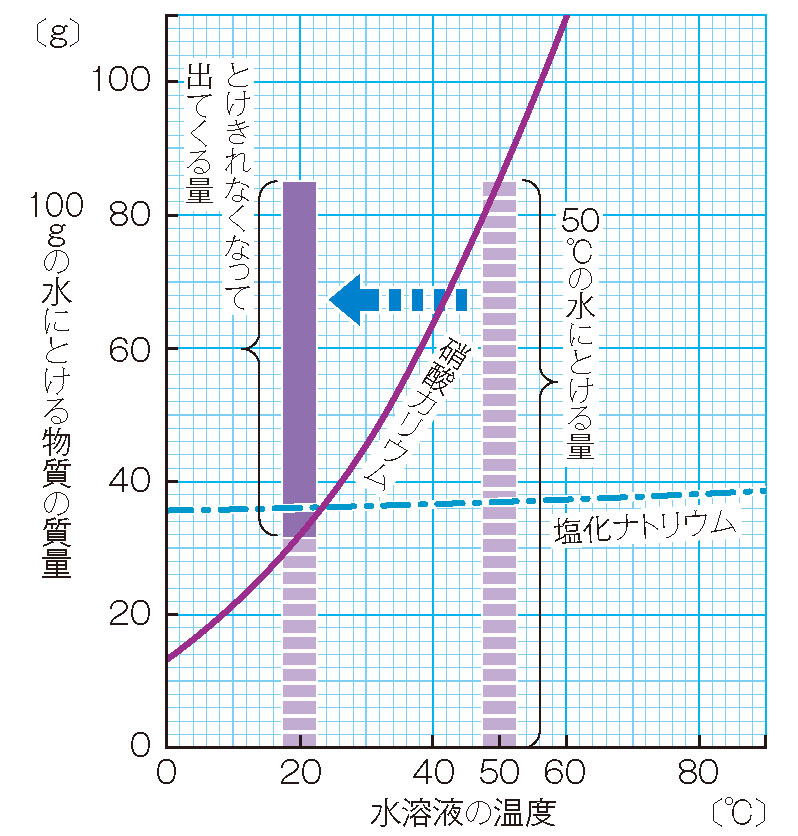 〔g〕
100
80
60
40
20
0
100gの水にとける物質の質量
とけきれなくなって
出てくる量
50℃の水にとける量
硝酸カリウム
塩化ナトリウム
0 20 40 50 60 80
水溶液の温度 〔℃〕